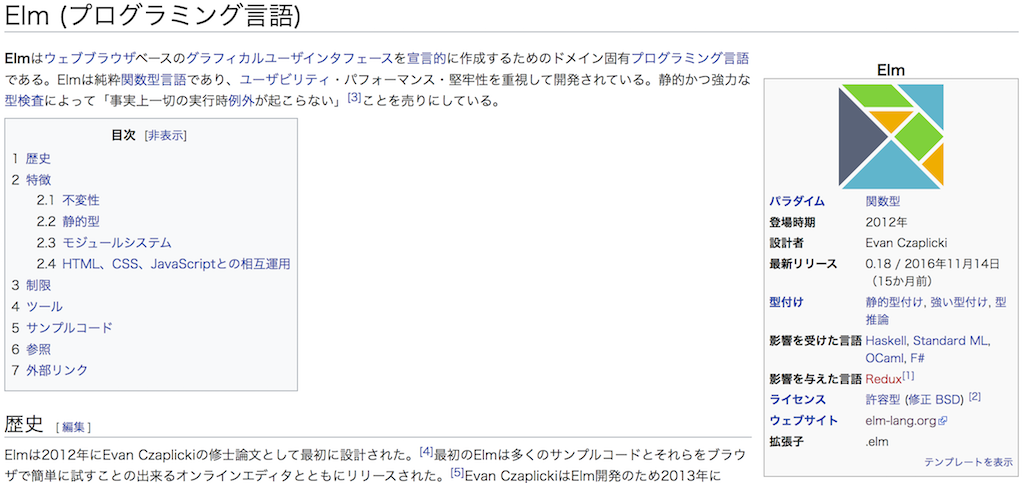 Elm (プログラミング言語)
Elmはウェブブラウザベースのグラフィカルユーザインタフェースを宣言的に作成するためのドメイン固有プログラミング言語
である。Elmは純粋関数型言語であり、ユーザビリティ・パフォーマンス・堅牢性を重視して開発されている。静的かつ強力な
型検査によって「事実上一切の実行時例外が起こらない」[3]ことを売りにしている。
目次 [非表示]
1 歴史
2 特徴
2.1 不変性
2.2 静的型
2.3 モジュールシステム
2.4 HTML、CSS、JavaScriptとの相互運用
3 制限
4 ツール
5 サンプルコード
6 参照
7 外部リンク
歴史 [編集]
Elmは2012年にEvan Czaplickiの修士論文として最初に設計された。[4]最初のElmは多くのサンプルコードとそれらをブラウ
ザで簡単に試すことの出来るオンラインエディタとともにリリースされた。[5]Evan CzaplickiはElm開発のため2013年に
Elm
パラダイム 関数型
登場時期 2012年
設計者 Evan Czaplicki
最新リリース 0.18 / 2016年11月14日
(15か月前)
型付け 静的型付け, 強い型付け, 型
推論
影響を受けた言語 Haskell, Standard ML,
OCaml, F#
影響を与えた言語 Redux[1]
ライセンス 許容型 (修正 BSD) [2]
ウェブサイト elm-lang.org
拡張子 .elm
テンプレートを表示